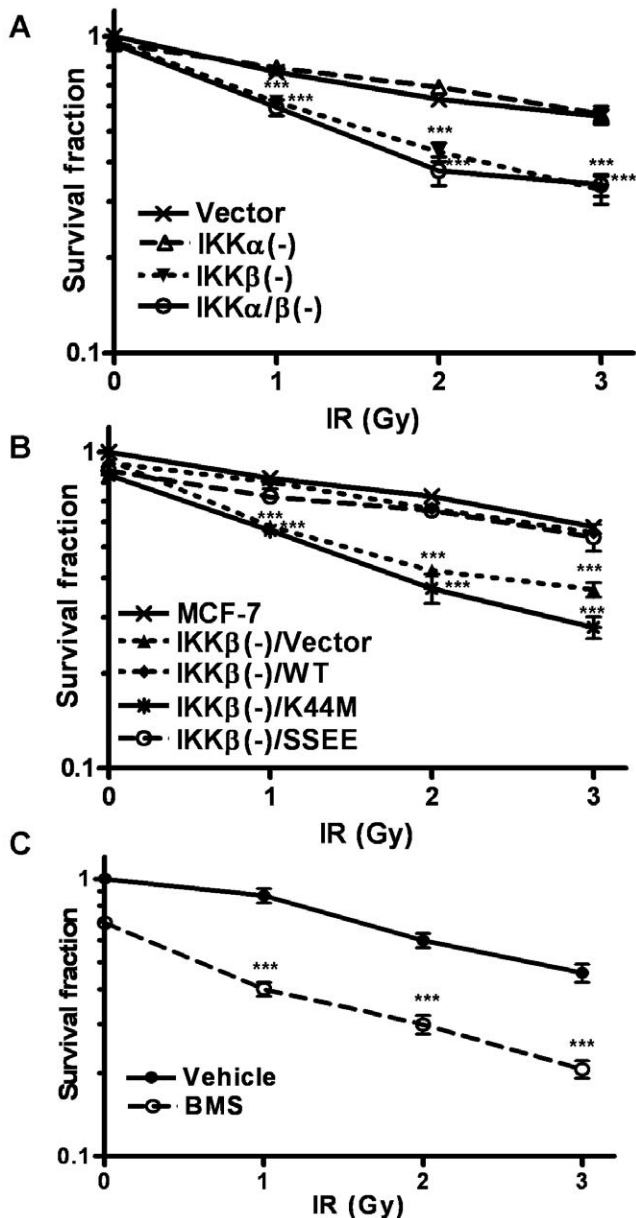 A
Survival fraction
1
0.1
***
***
***
***
***
***
Vector
IKKα(-)
IKKβ(-)
IKKα/β(-)
0 1 2 3
IR (Gy)
B
Survival fraction
1
0.1
***
***
***
***
***
***
MCF-7
IKKβ(-)/Vector
IKKβ(-)/WT
IKKβ(-)/K44M
IKKβ(-)/SSEE
0 1 2 3
IR (Gy)
C
Survival fraction
1
0.1
***
***
***
Vehicle
BMS
0 1 2 3
IR (Gy)